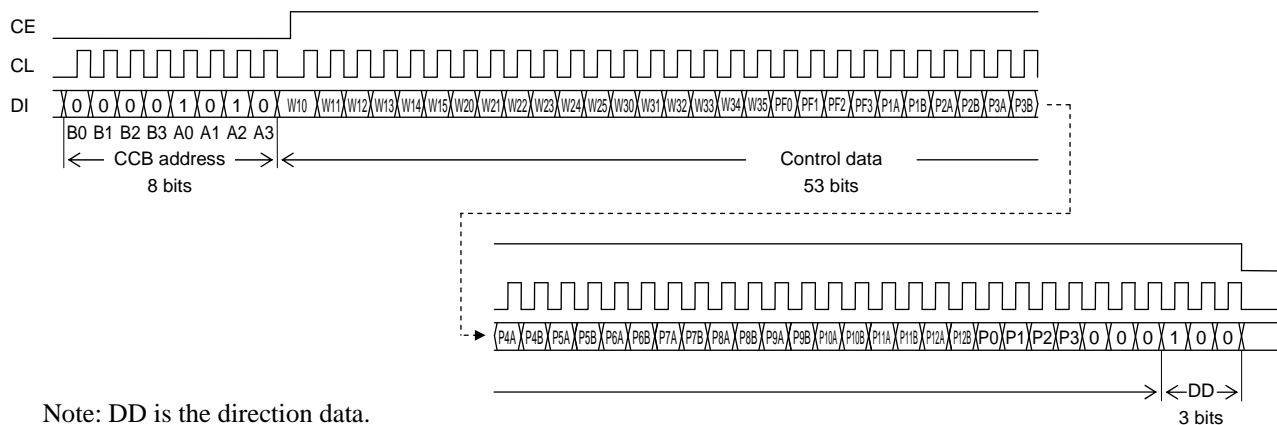 CE
CL
DI 0 0 0 0 1 0 1 0 W10 W11 W12 W13 W14 W15 W20 W21 W22 W23 W24 W25 W30 W31 W32 W33 W34 W35 PF0 PF1 PF2 PF3 P1A P1B P2A P2B P3A P3B
B0 B1 B2 B3 A0 A1 A2 A3
CCB address
8 bits
Control data
53 bits
P4A P4B P5A P5B P6A P6B P7A P7B P8A P8B P9A P9B P10A P10B P11A P11B P12A P12B P0 P1 P2 P3 0 0 0 1 0 0
DD
3 bits
Note: DD is the direction data.